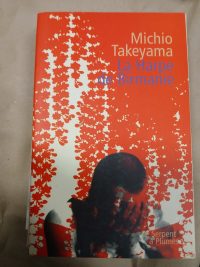 Michio
Takeyama
La Harpe
de Birmanie
Serpent
à Plumes